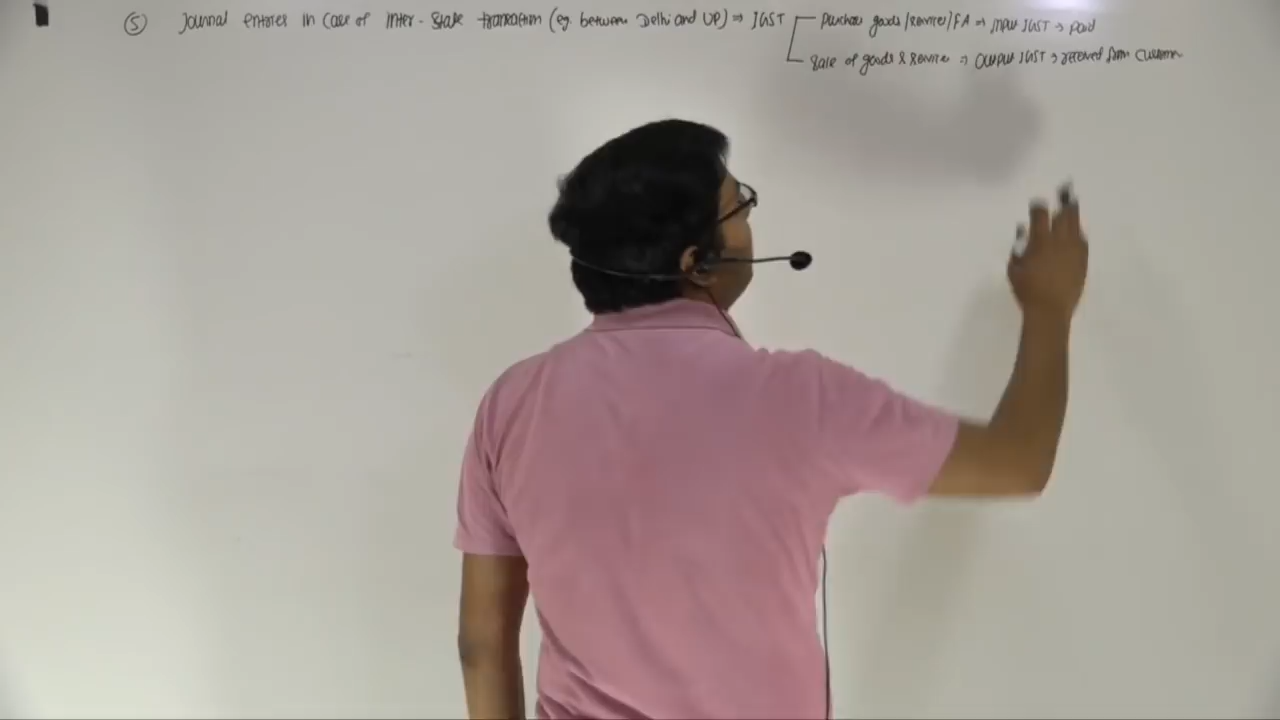 ⑤ Journal entries in case of inter-state transaction (eg. between Delhi and UP) ⇒ IGST
Purchase goods/services/FA ⇒ Input IGST → paid
Sale of goods & service ⇒ Output IGST → received from customer